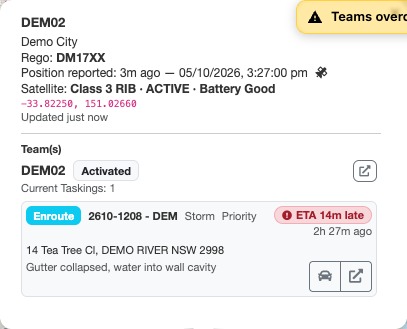 Teams overd
DEM02
Demo City
Rego: DM17XX
Position reported: 3m ago — 05/10/2026, 3:27:00 pm
Satellite: Class 3 RIB · ACTIVE · Battery Good
-33.82250, 151.02660
Updated just now
Team(s)
DEM02 Activated
Current Taskings: 1
Enroute 2610-1208 - DEM Storm Priority ETA 14m late
2h 27m ago
14 Tea Tree Cl, DEMO RIVER NSW 2998
Gutter collapsed, water into wall cavity